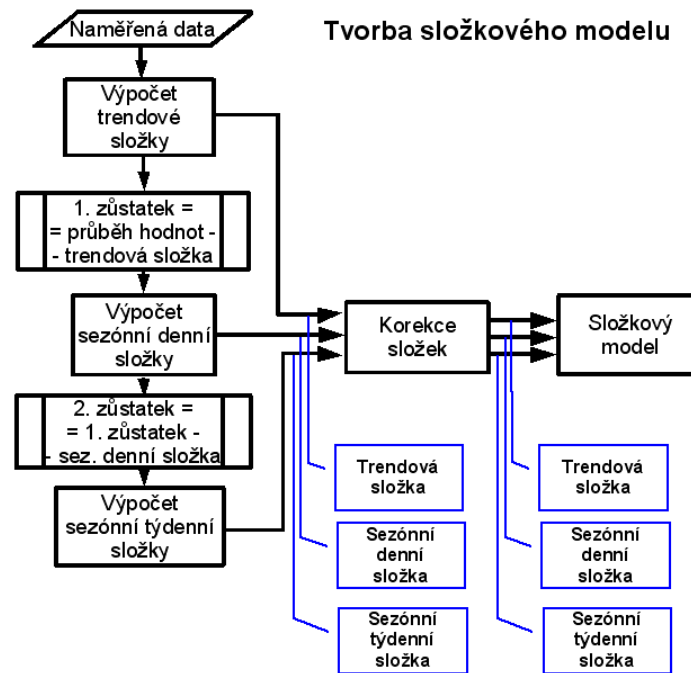 Naměřená data
Tvorba složkového modelu
Výpočet
trendové
složky
1. zůstatek =
= průběh hodnot -
- trendová složka
Výpočet
sezónní denní
složky
2. zůstatek =
= 1. zůstatek -
- sez. denní složka
Výpočet
sezónní týdenní
složky
Korekce
složek
Složkový
model
Trendová
složka
Sezónní
denní
složka
Sezónní
týdenní
složka
Trendová
složka
Sezónní
denní
složka
Sezónní
týdenní
složka